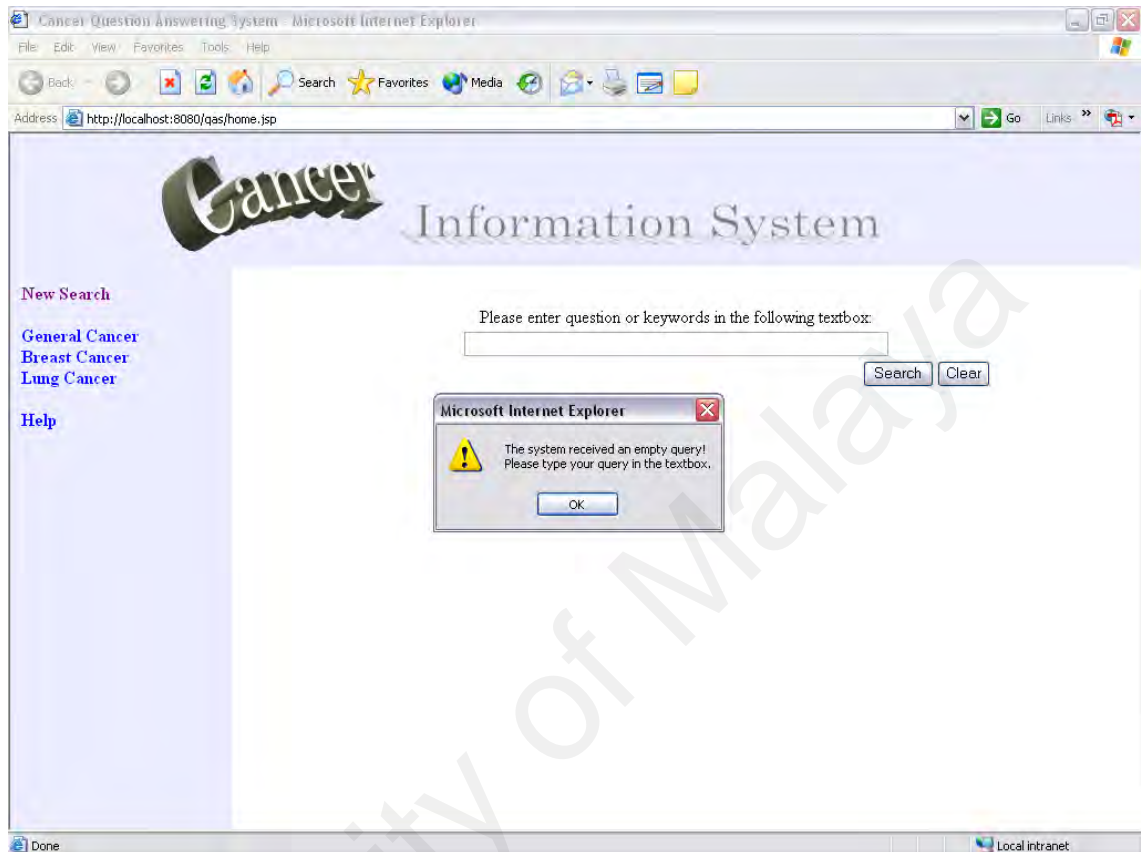 Cancer Question Answering System - Microsoft Internet Explorer
File Edit View Favorites Tools Help
Back Search Favorites Media
Address http://localhost:8080/qas/home.jsp Go Links »
Cancer
Information System
New Search
Please enter question or keywords in the following textbox:
General Cancer
Breast Cancer
Lung Cancer
Search Clear
Help
Microsoft Internet Explorer
The system received an empty query!
Please type your query in the textbox.
OK
ity of Malaya
Done Local intranet